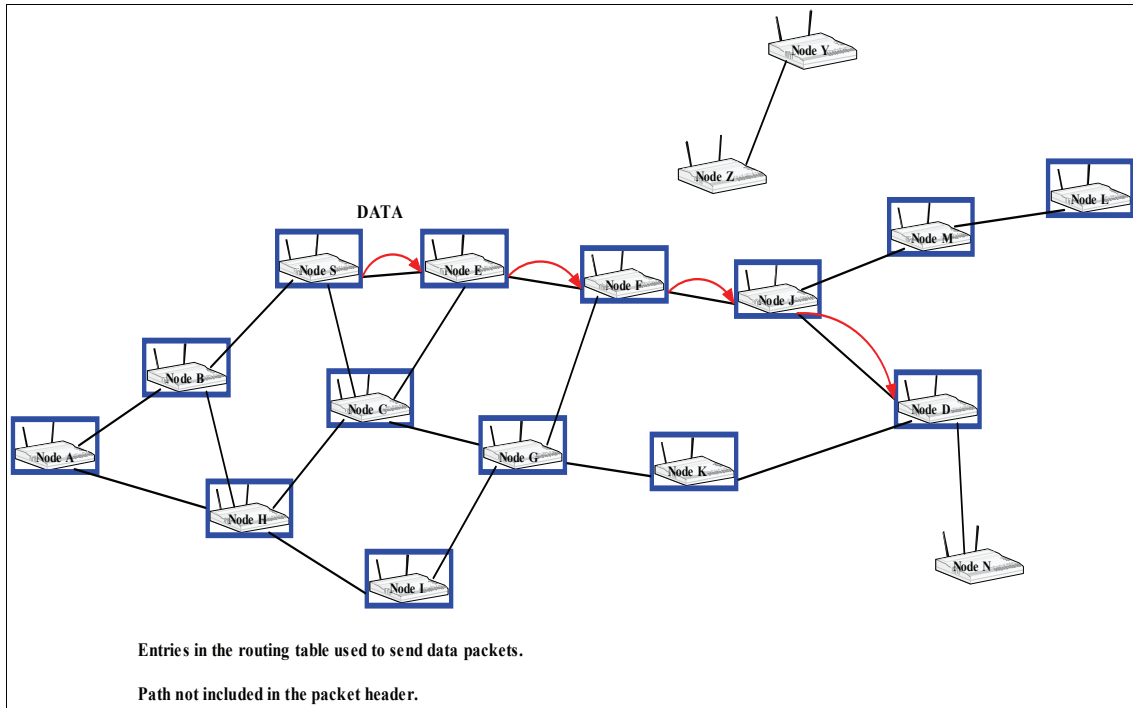 Node Y
Node Z
Node L
DATA
Node M
Node S
Node E
Node F
Node J
Node B
Node C
Node D
Node A
Node G
Node K
Node H
Node N
Node I
Entries in the routing table used to send data packets.
Path not included in the packet header.